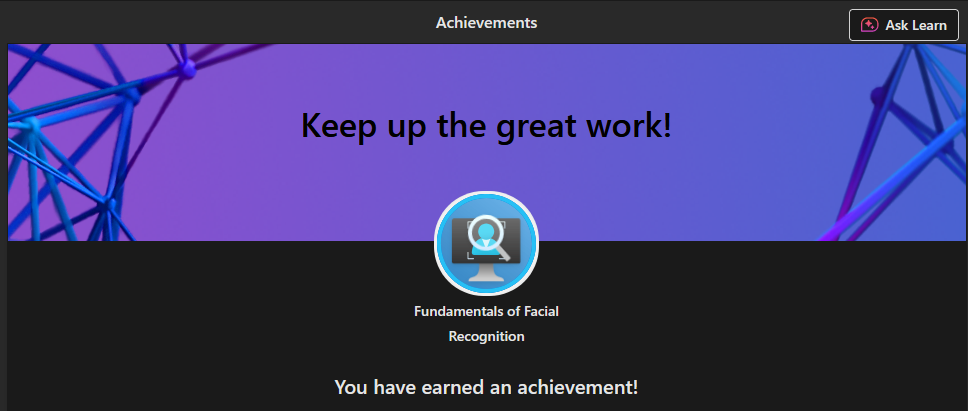 Achievements
Ask Learn
Keep up the great work!
Fundamentals of Facial
Recognition
You have earned an achievement!